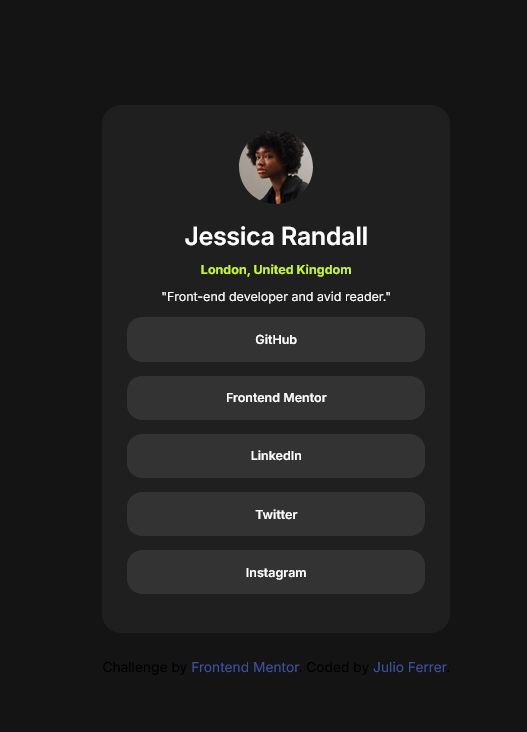 Jessica Randall
London, United Kingdom
"Front-end developer and avid reader."
GitHub
Frontend Mentor
LinkedIn
Twitter
Instagram
Challenge by Frontend Mentor. Coded by Julio Ferrer.